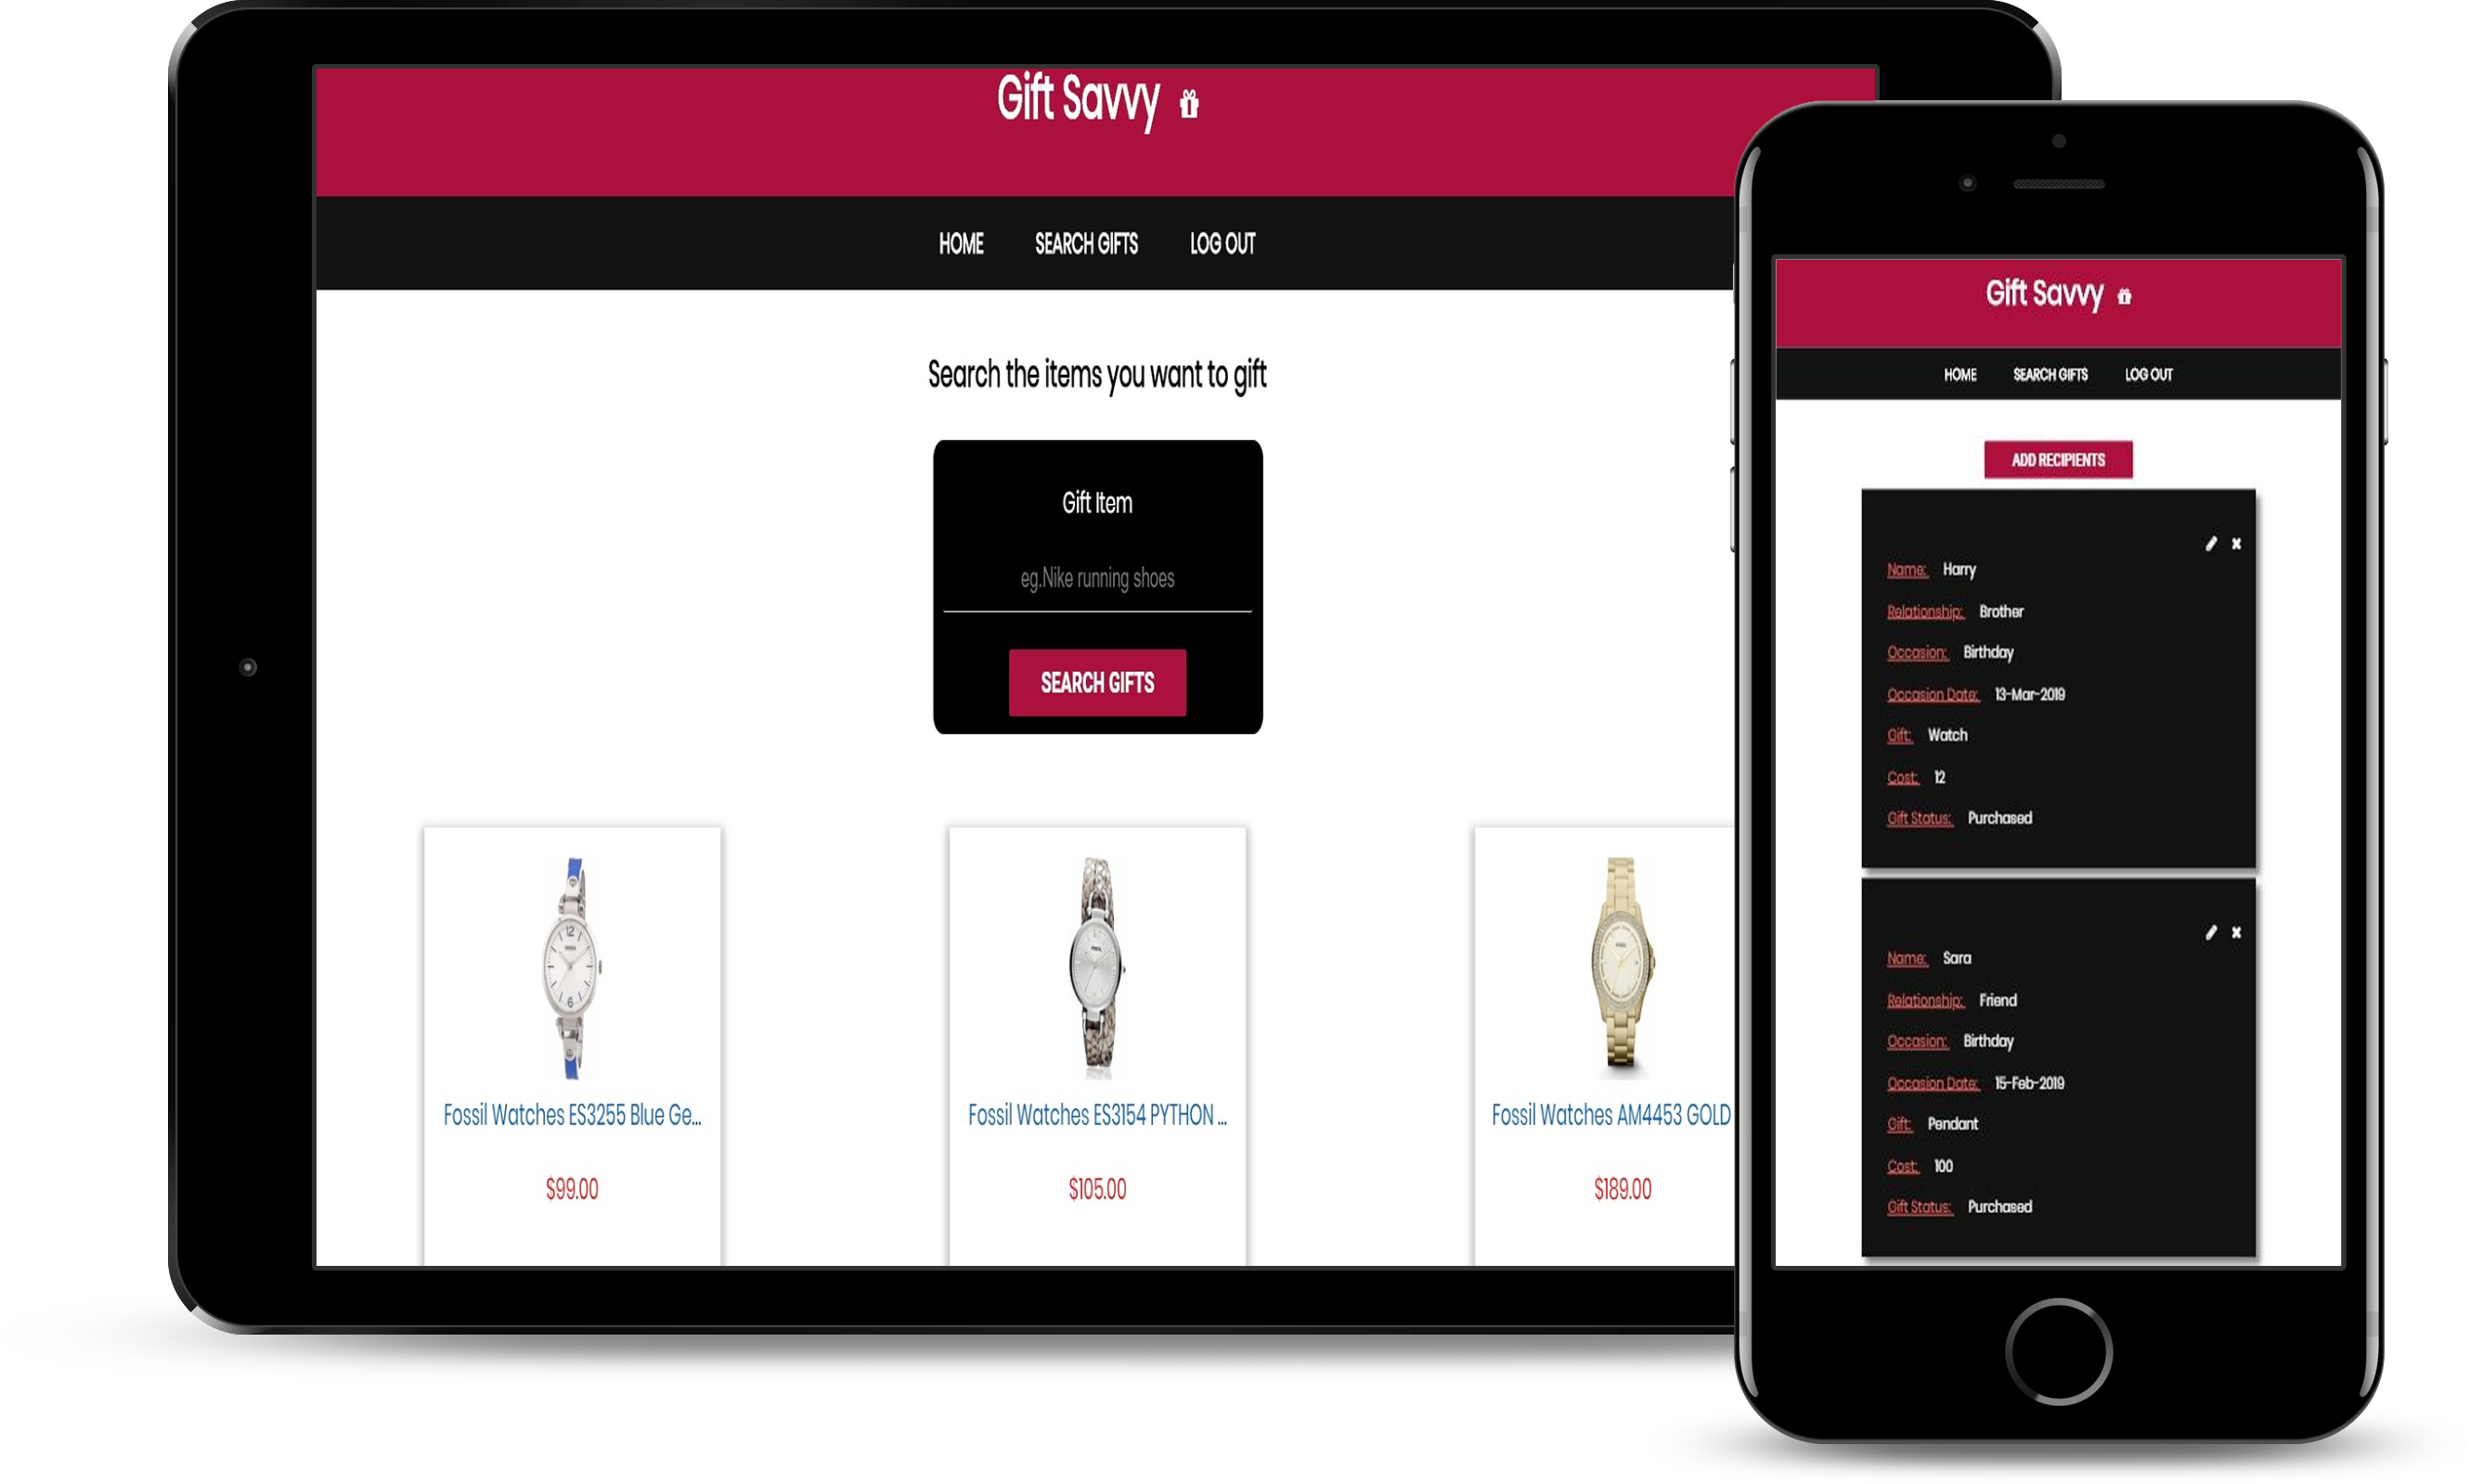 Gift Savvy
HOME SEARCH GIFTS LOG OUT
Search the items you want to gift
Gift Item
eg.Nike running shoes
SEARCH GIFTS
Fossil Watches ES3255 Blue Ge...
$99.00
Fossil Watches ES3154 PYTHON ...
$105.00
Fossil Watches AM4453 GOLD
$189.00
Gift Savvy
HOME SEARCH GIFTS LOG OUT
ADD RECIPIENTS
Name: Harry
Relationship: Brother
Occasion: Birthday
Occasion Date: 13-Mar-2019
Gift: Watch
Cost: 12
Gift Status: Purchased
Name: Sara
Relationship: Friend
Occasion: Birthday
Occasion Date: 15-Feb-2019
Gift: Pendant
Cost: 100
Gift Status: Purchased